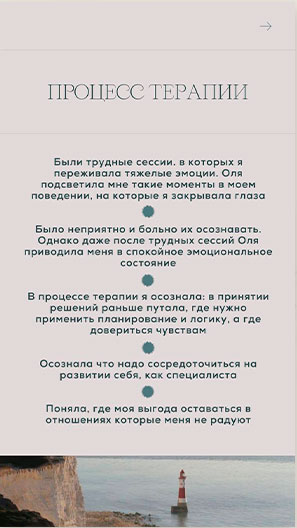 ПРОЦЕСС ТЕРАПИИ
Были трудные сессии. в которых я
переживала тяжелые эмоции. Оля
подсветила мне такие моменты в моем
поведении, на которые я закрывала глаза
Было неприятно и больно их осознавать.
Однако даже после трудных сессий Оля
приводила меня в спокойное эмоциональное
состояние
В процессе терапии я осознала: в принятии
решений раньше путала, где нужно
применить планирование и логику, а где
довериться чувствам
Осознала что надо сосредоточиться на
развитии себя, как специалиста
Поняла, где моя выгода оставаться в
отношениях которые меня не радуют